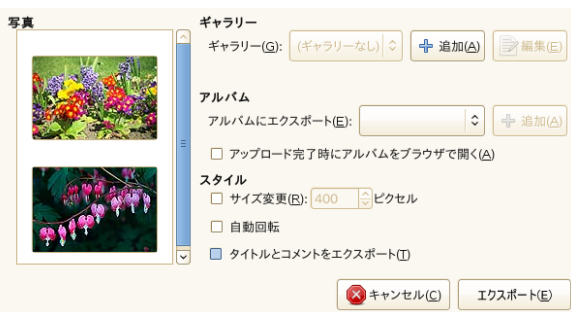 写真
ギャラリー
ギャラリー(G): (ギャラリーなし) 追加(A) 編集(E)
アルバム
アルバムにエクスポート(E): 追加(A)
アップロード完了時にアルバムをブラウザで開く(A)
スタイル
サイズ変更(R): 400 ピクセル
自動回転
タイトルとコメントをエクスポート(T)
キャンセル(C) エクスポート(E)